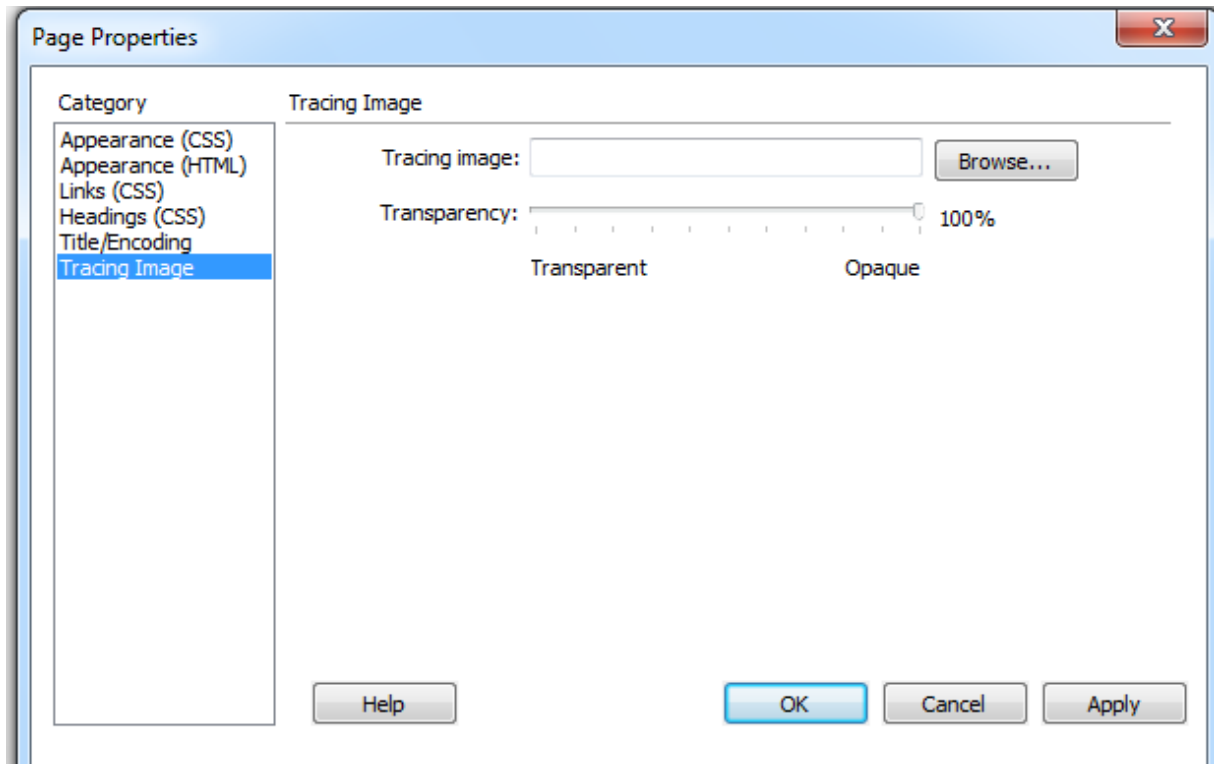 Page Properties
Category
Tracing Image
Appearance (CSS)
Appearance (HTML)
Links (CSS)
Headings (CSS)
Title/Encoding
Tracing Image
Tracing image:
Browse...
Transparency:
100%
Transparent
Opaque
Help
OK
Cancel
Apply